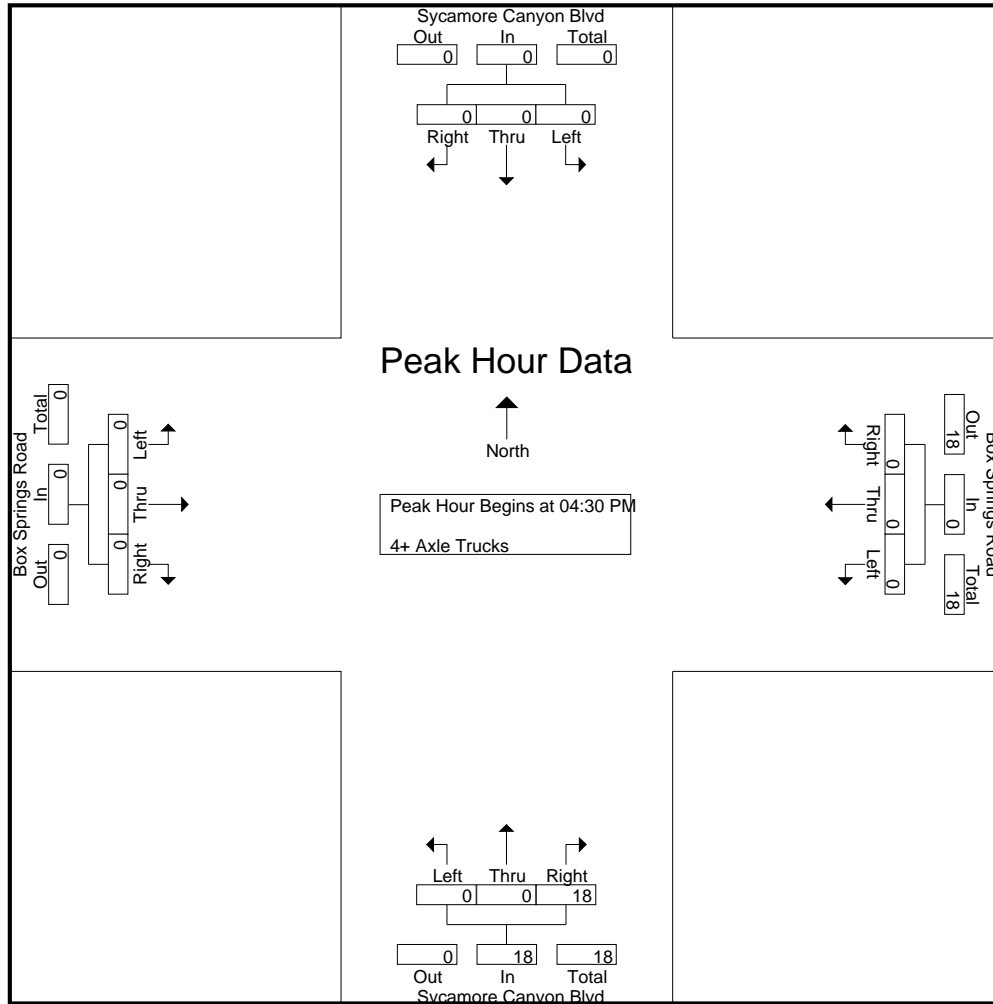 Sycamore Canyon Blvd
Out In Total
0 0 0
0 0 0
Right Thru Left
Peak Hour Data
North
Peak Hour Begins at 04:30 PM
4+ Axle Trucks
Box Springs Road
Total In Out
0 0 0
0 0 0
Left Thru Right
Right Thru Left
0 0 0
Out In Total
18 0 18
Box Springs Road
Left Thru Right
0 0 18
0 18 18
Out In Total
Sycamore Canyon Blvd